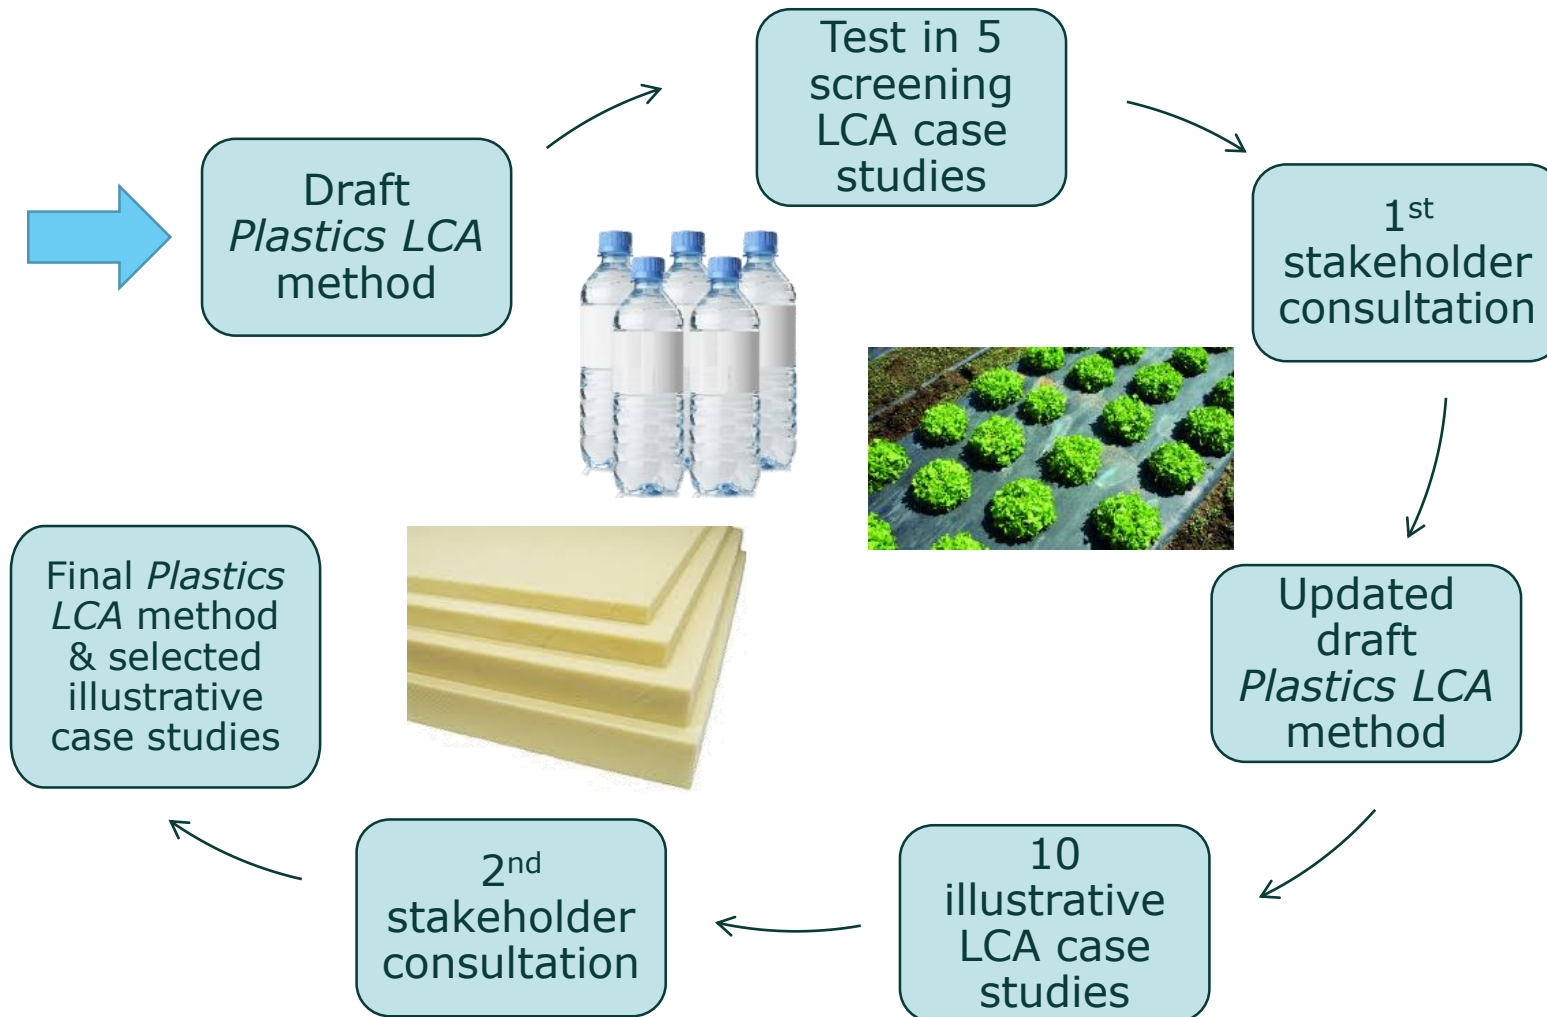 Draft
Plastics LCA
method
Test in 5
screening
LCA case
studies
1st
stakeholder
consultation
Updated
draft
Plastics LCA
method
10
illustrative
LCA case
studies
2nd
stakeholder
consultation
Final Plastics
LCA method
& selected
illustrative
case studies